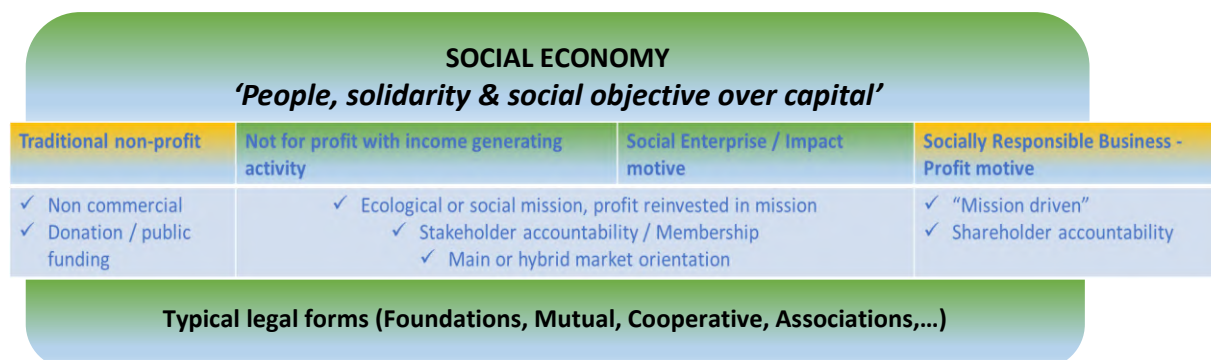 SOCIAL ECONOMY
‘People, solidarity & social objective over capital’
Traditional non-profit
Not for profit with income generating
activity
Social Enterprise / Impact
motive
Socially Responsible Business -
Profit motive
✓ Non commercial
✓ Donation / public
funding
✓ Ecological or social mission, profit reinvested in mission
✓ Stakeholder accountability / Membership
✓ Main or hybrid market orientation
✓ “Mission driven”
✓ Shareholder accountability
Typical legal forms (Foundations, Mutual, Cooperative, Associations,…)